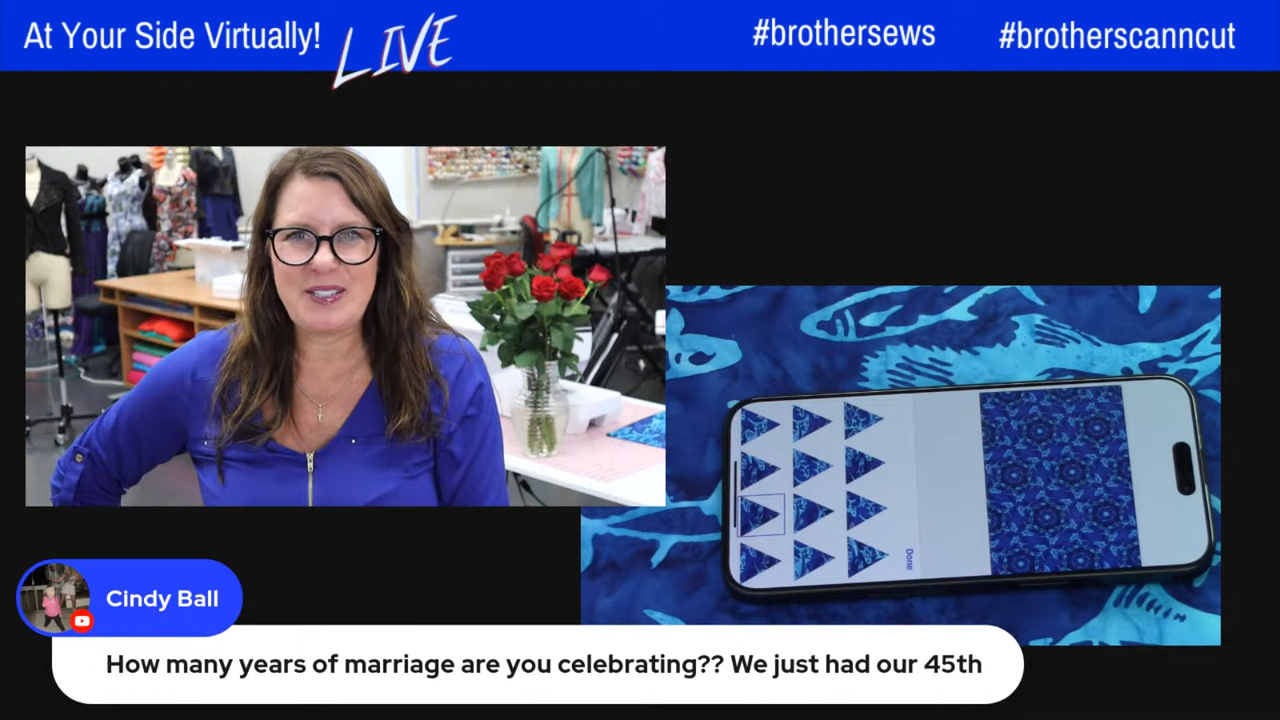 At Your Side Virtually! LIVE
#brothersews #brotherscanncut
Done
Cindy Ball
How many years of marriage are you celebrating?? We just had our 45th